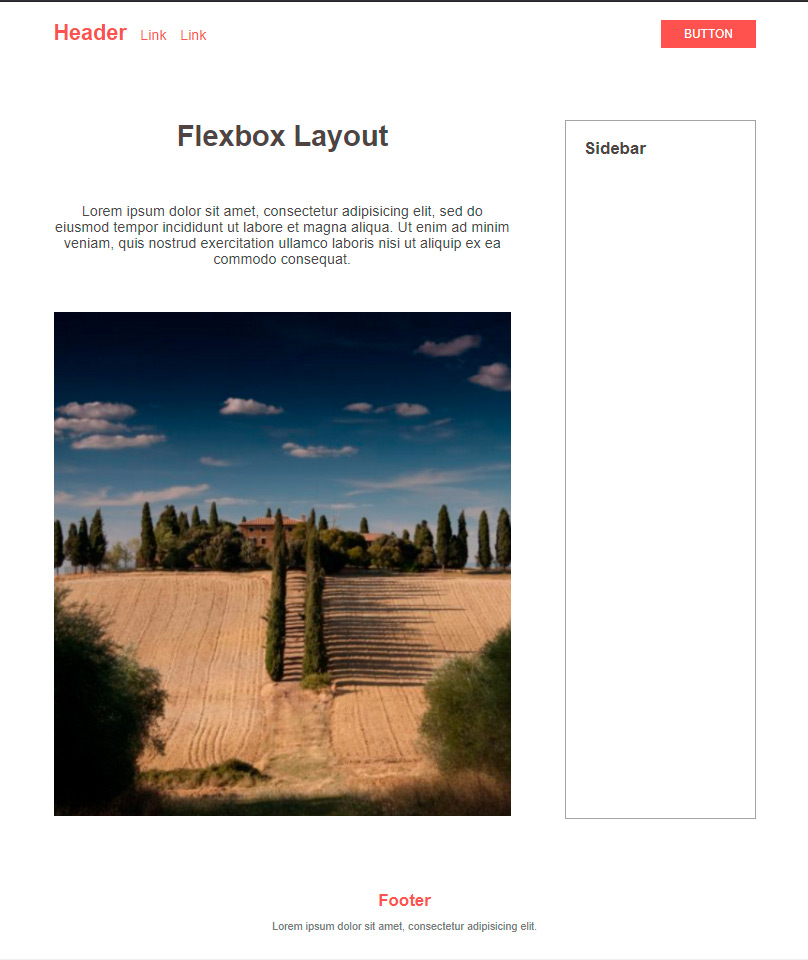 Header Link Link BUTTON
Flexbox Layout
Sidebar
Lorem ipsum dolor sit amet, consectetur adipisicing elit, sed do
eiusmod tempor incididunt ut labore et magna aliqua. Ut enim ad minim
veniam, quis nostrud exercitation ullamco laboris nisi ut aliquip ex ea
commodo consequat.
Footer
Lorem ipsum dolor sit amet, consectetur adipisicing elit.